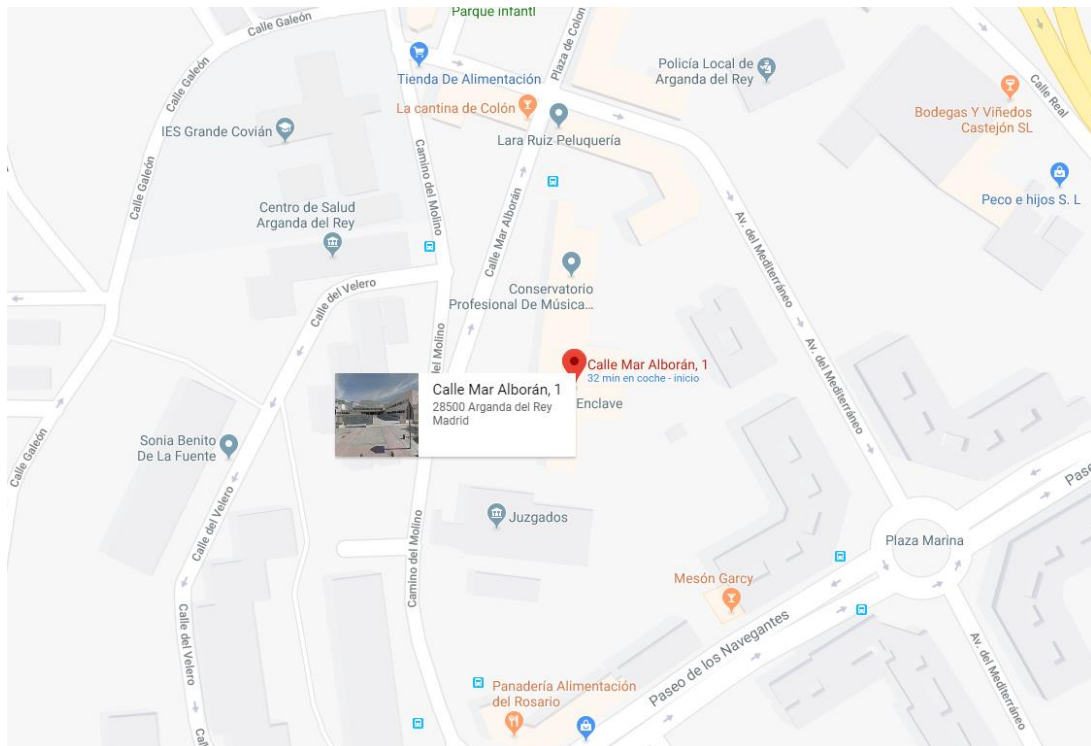 Parque infantl
Calle Galeón
Plaza de Colón
Tienda De Alimentación
Policía Local de
Arganda del Rey
Calle Real
La cantina de Colón
Bodegas Y Viñedos
Castejón SL
Calle Galeón
IES Grande Covián
Lara Ruiz Peluquería
Calle Galeón
Camino del Molino
Peco e hijos S. L
Centro de Salud
Arganda del Rey
Calle Mar Alborán
Av. del Mediterráneo
Calle del Velero
Conservatorio
Profesional De Música...
del Molino
Calle Mar Alborán, 1
32 min en coche - inicio
Av. del Mediterráneo
Calle Mar Alborán, 1
28500 Arganda del Rey
Madrid
Enclave
Sonia Benito
De La Fuente
Calle Galeón
Pase
Calle del Velero
Juzgados
Plaza Marina
Camino del Molino
Mesón Garcy
Calle del Velero
Paseo de los Navegantes
Av. del Mediterráneo
Panadería Alimentación
del Rosario
Cal